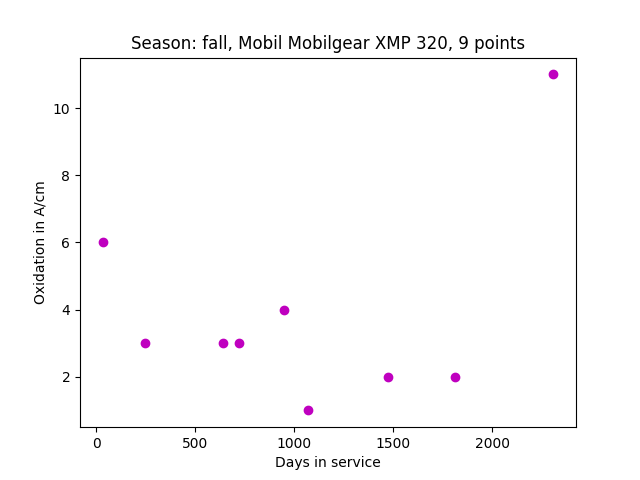 Season: fall, Mobil Mobilgear XMP 320, 9 points
10
8
6
4
2
Oxidation in A/cm
0 500 1000 1500 2000
Days in service